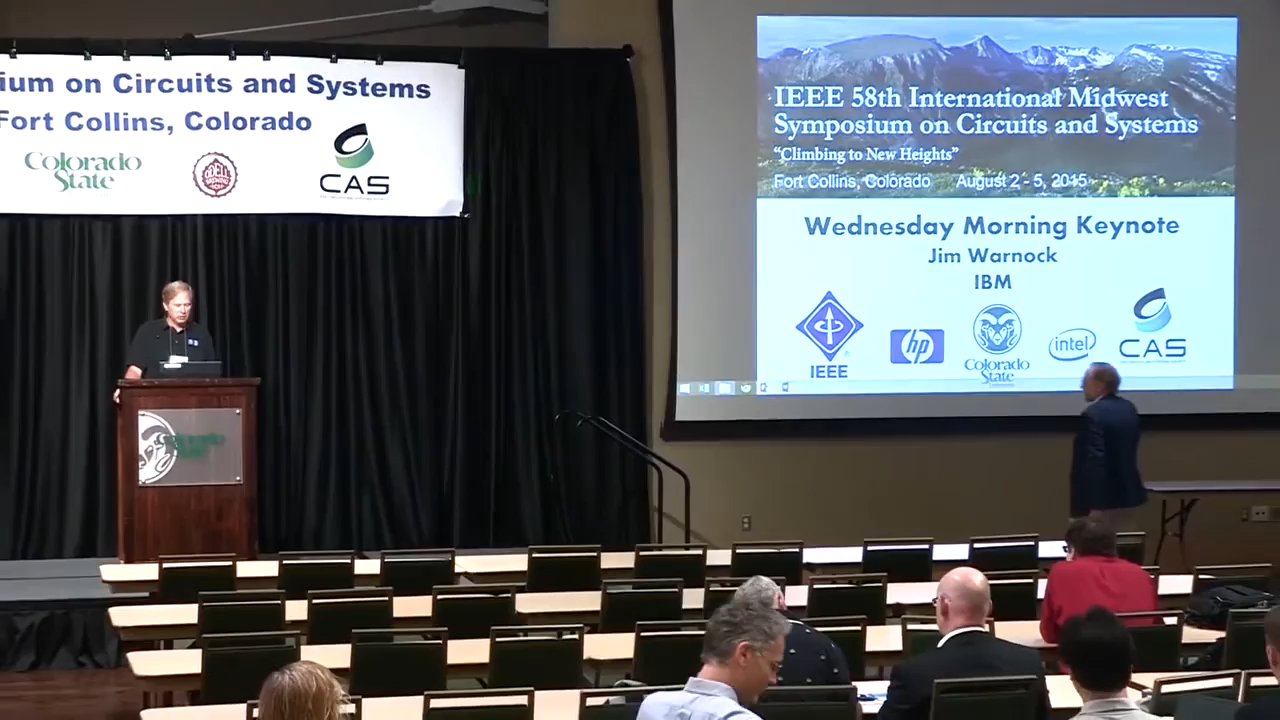 ium on Circuits and Systems
Fort Collins, Colorado
Colorado
State
ODELL
CAS
IEEE 58th International Midwest
Symposium on Circuits and Systems
“Climbing to New Heights”
Fort Collins, Colorado August 2 - 5, 2015
Wednesday Morning Keynote
Jim Warnock
IBM
IEEE
hp
Colorado
State
intel
CAS